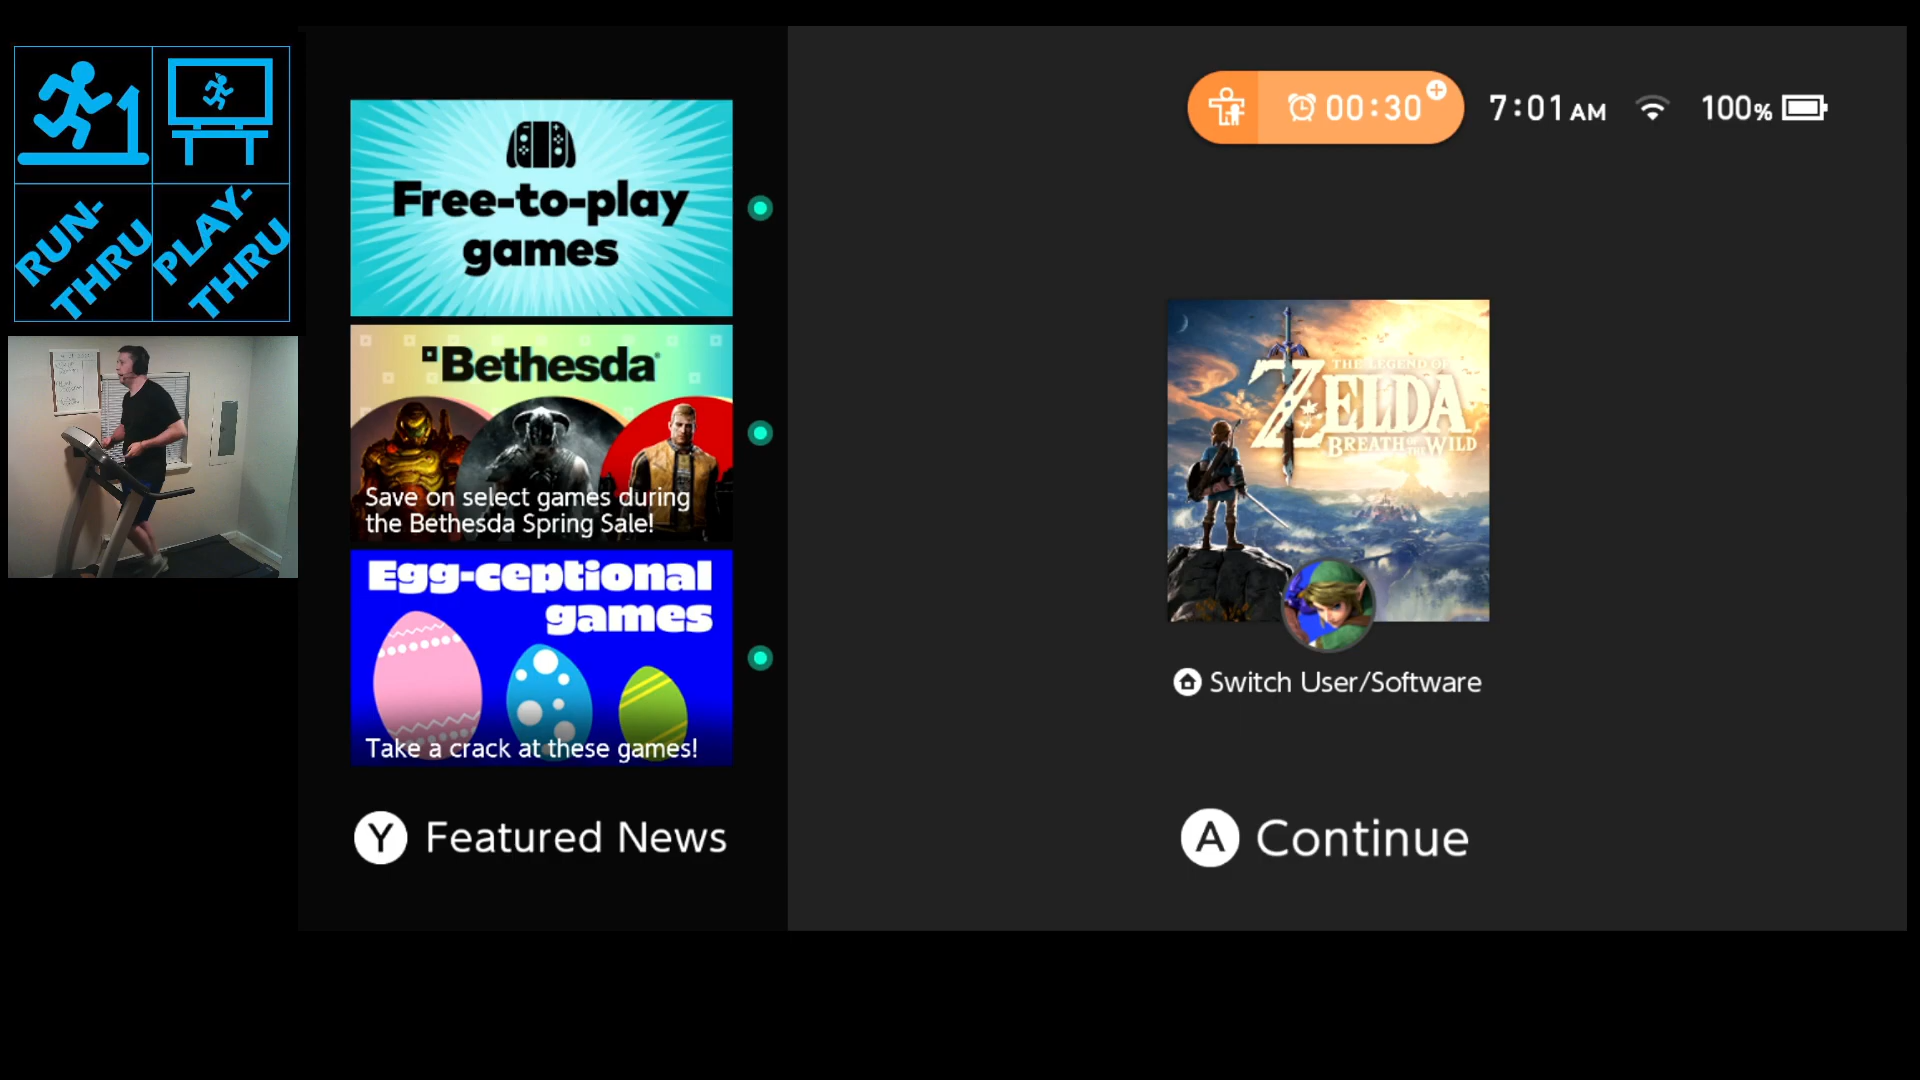 RUN-
THRU
PLAY-
THRU
Free-to-play
games
Bethesda
Save on select games during
the Bethesda Spring Sale!
Egg-ceptional
games
Take a crack at these games!
Y Featured News
00:30
7:01 AM
100%
THE LEGEND OF
ZELDA
BREATH OF THE WILD
Switch User/Software
A Continue